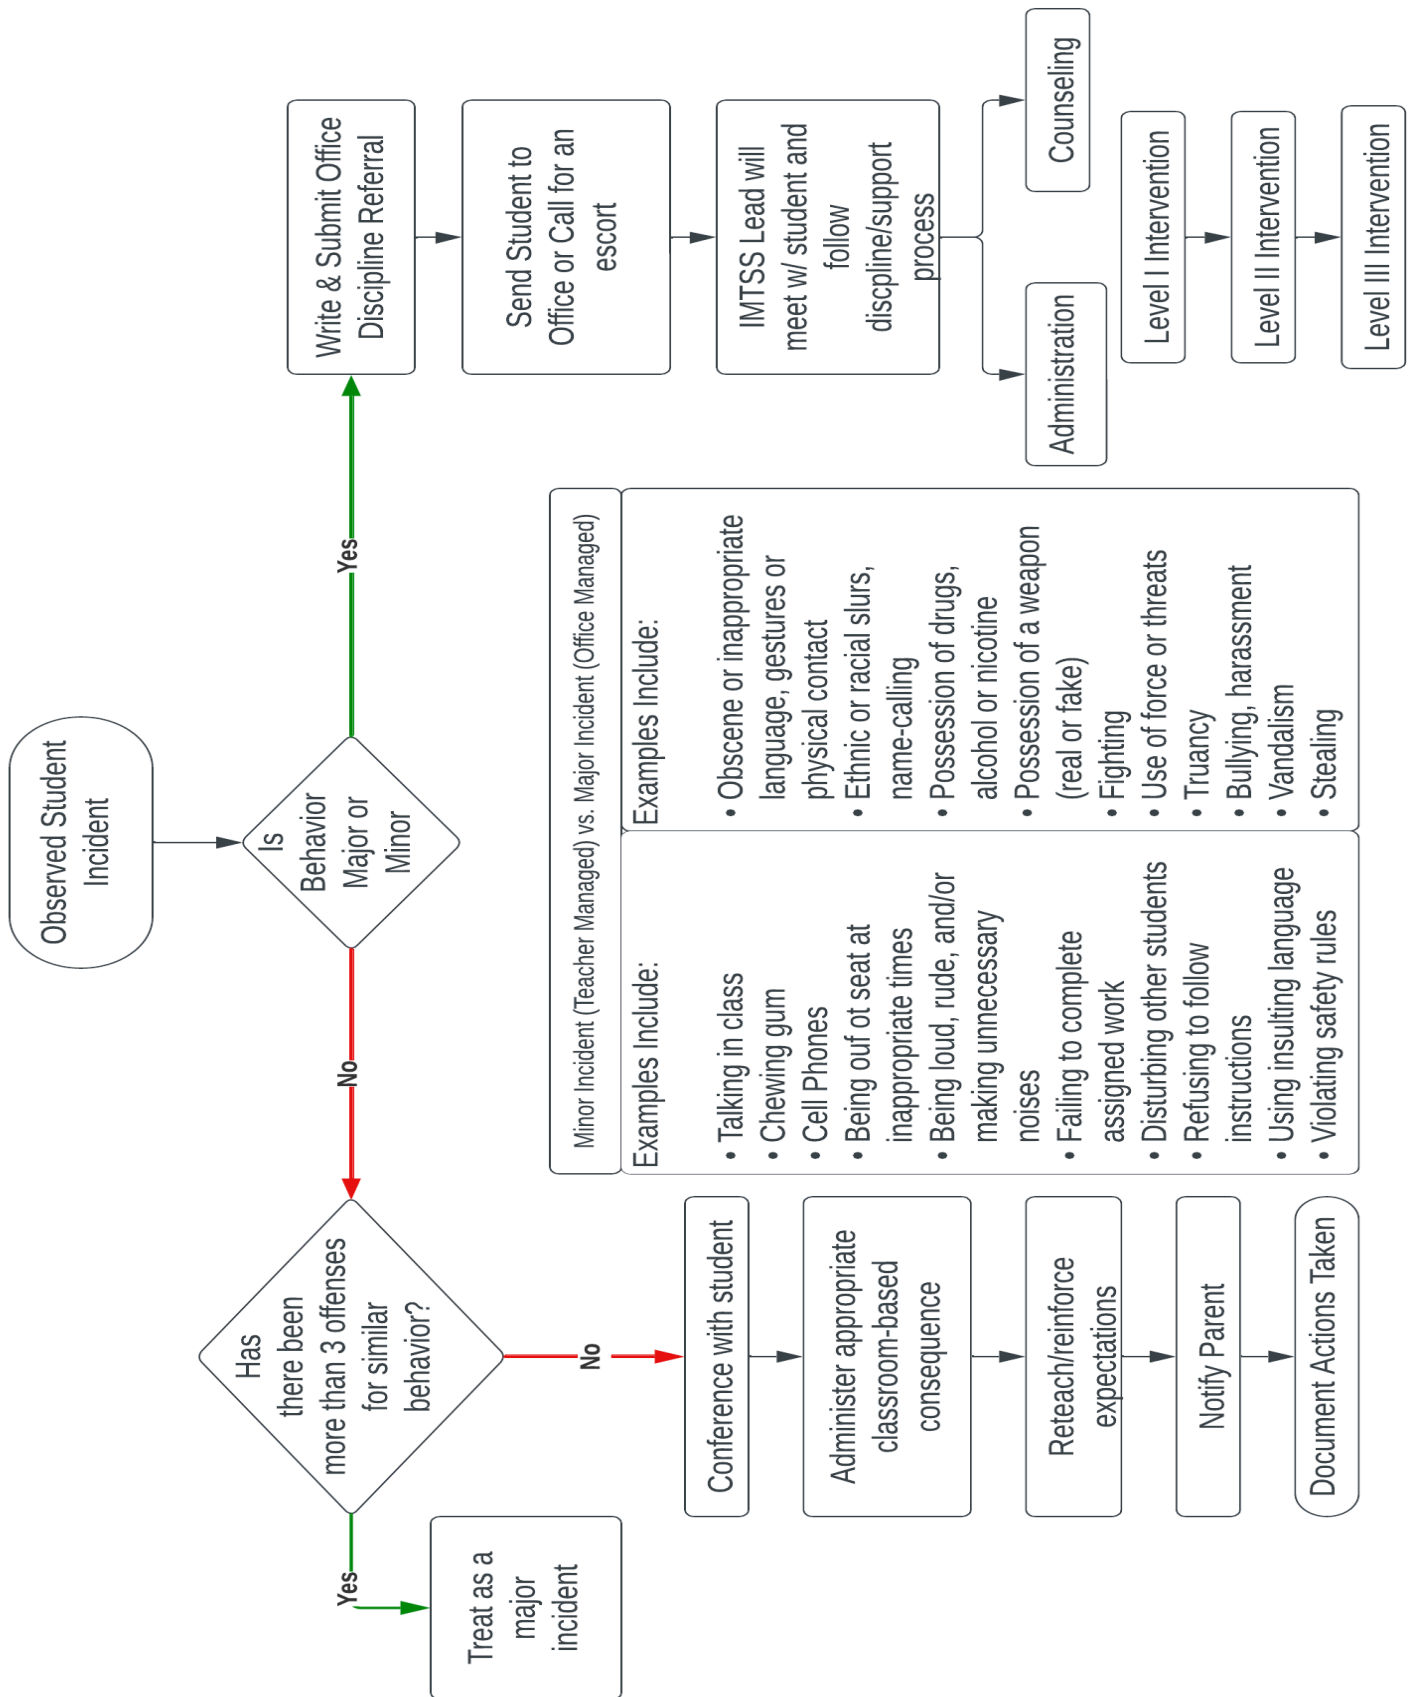 Observed Student
Incident
Is
Behavior
Major or
Minor
Yes
No
Has
there been
more than 3 offenses
for similar
behavior?
Yes
No
Treat as a
major
incident
Conference with student
Administer appropriate
classroom-based
consequence
Reteach/reinforce
expectations
Notify Parent
Document Actions Taken
Minor Incident (Teacher Managed) vs. Major Incident (Office Managed)
Examples Include:
• Talking in class
• Chewing gum
• Cell Phones
• Being ouf ot seat at
inappropriate times
• Being loud, rude, and/or
making unnecessary
noises
• Failing to complete
assigned work
• Disturbing other students
• Refusing to follow
instructions
• Using insulting language
• Violating safety rules
Examples Include:
• Obscene or inappropriate
language, gestures or
physical contact
• Ethnic or racial slurs,
name-calling
• Possession of drugs,
alcohol or nicotine
• Possession of a weapon
(real or fake)
• Fighting
• Use of force or threats
• Truancy
• Bullying, harassment
• Vandalism
• Stealing
Write & Submit Office
Discipline Referral
Send Student to
Office or Call for an
escort
IMTSS Lead will
meet w/ student and
follow
discpline/support
process
Administration
Counseling
Level I Intervention
Level II Intervention
Level III Intervention